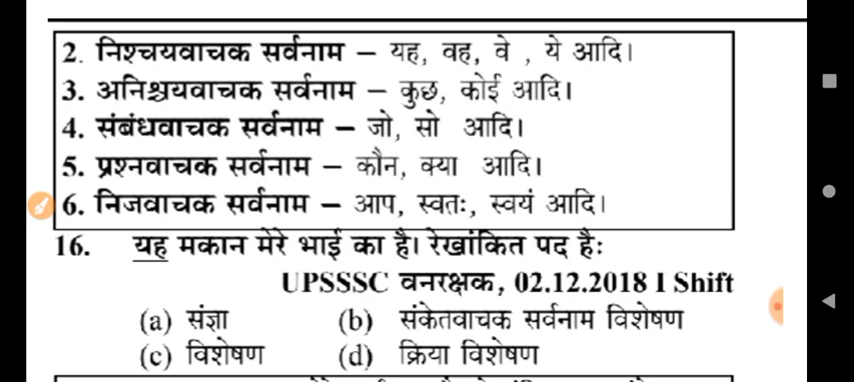 2. निश्चयवाचक सर्वनाम – यह, वह, वे , ये आदि।
3. अनिश्चयवाचक सर्वनाम – कुछ, कोई आदि।
4. संबंधवाचक सर्वनाम – जो, सो आदि।
5. प्रश्नवाचक सर्वनाम – कौन, क्या आदि।
6. निजवाचक सर्वनाम – आप, स्वतः, स्वयं आदि।
16. यह मकान मेरे भाई का है। रेखांकित पद हैः
UPSSSC वनरक्षक, 02.12.2018 I Shift
(a) संज्ञा (b) संकेतवाचक सर्वनाम विशेषण
(c) विशेषण (d) क्रिया विशेषण